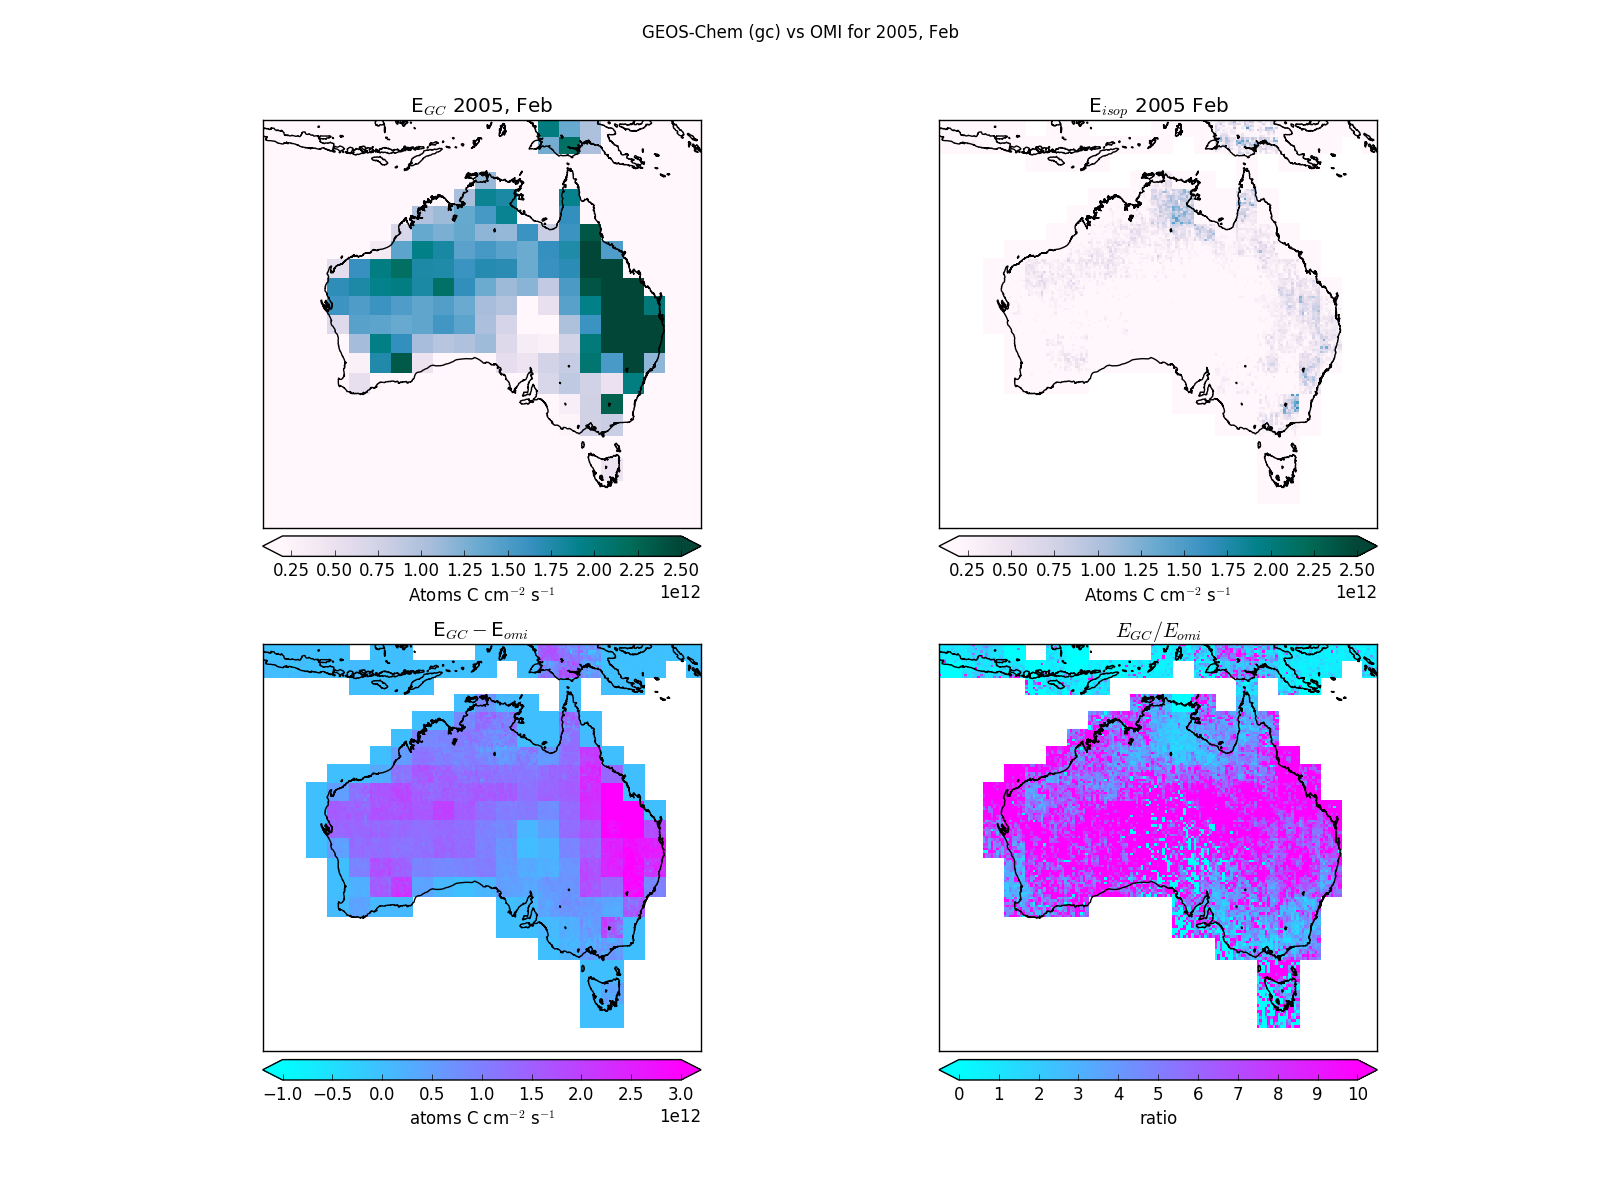 GEOS-Chem (gc) vs OMI for 2005, Feb
E_{GC} 2005, Feb
E_{isop} 2005 Feb
0.25 0.50 0.75 1.00 1.25 1.50 1.75 2.00 2.25 2.50
Atoms C cm^{-2} s^{-1} 1e12
0.25 0.50 0.75 1.00 1.25 1.50 1.75 2.00 2.25 2.50
Atoms C cm^{-2} s^{-1} 1e12
E_{GC} − E_{omi}
E_{GC}/E_{omi}
−1.0 −0.5 0.0 0.5 1.0 1.5 2.0 2.5 3.0
atoms C cm^{-2} s^{-1} 1e12
0 1 2 3 4 5 6 7 8 9 10
ratio